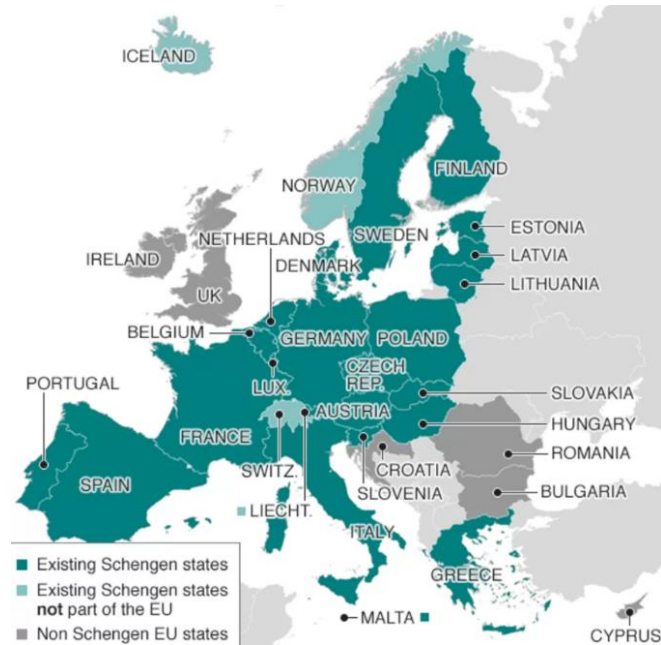 ICELAND
FINLAND
NORWAY
SWEDEN
ESTONIA
NETHERLANDS
LATVIA
IRELAND
DENMARK
LITHUANIA
UK
BELGIUM
GERMANY
POLAND
CZECH
REP.
PORTUGAL
LUX.
SLOVAKIA
AUSTRIA
HUNGARY
FRANCE
ROMANIA
SWITZ.
CROATIA
SPAIN
SLOVENIA
BULGARIA
LIECHT.
ITALY
GREECE
MALTA
CYPRUS
Existing Schengen states
Existing Schengen states
not part of the EU
Non Schengen EU states